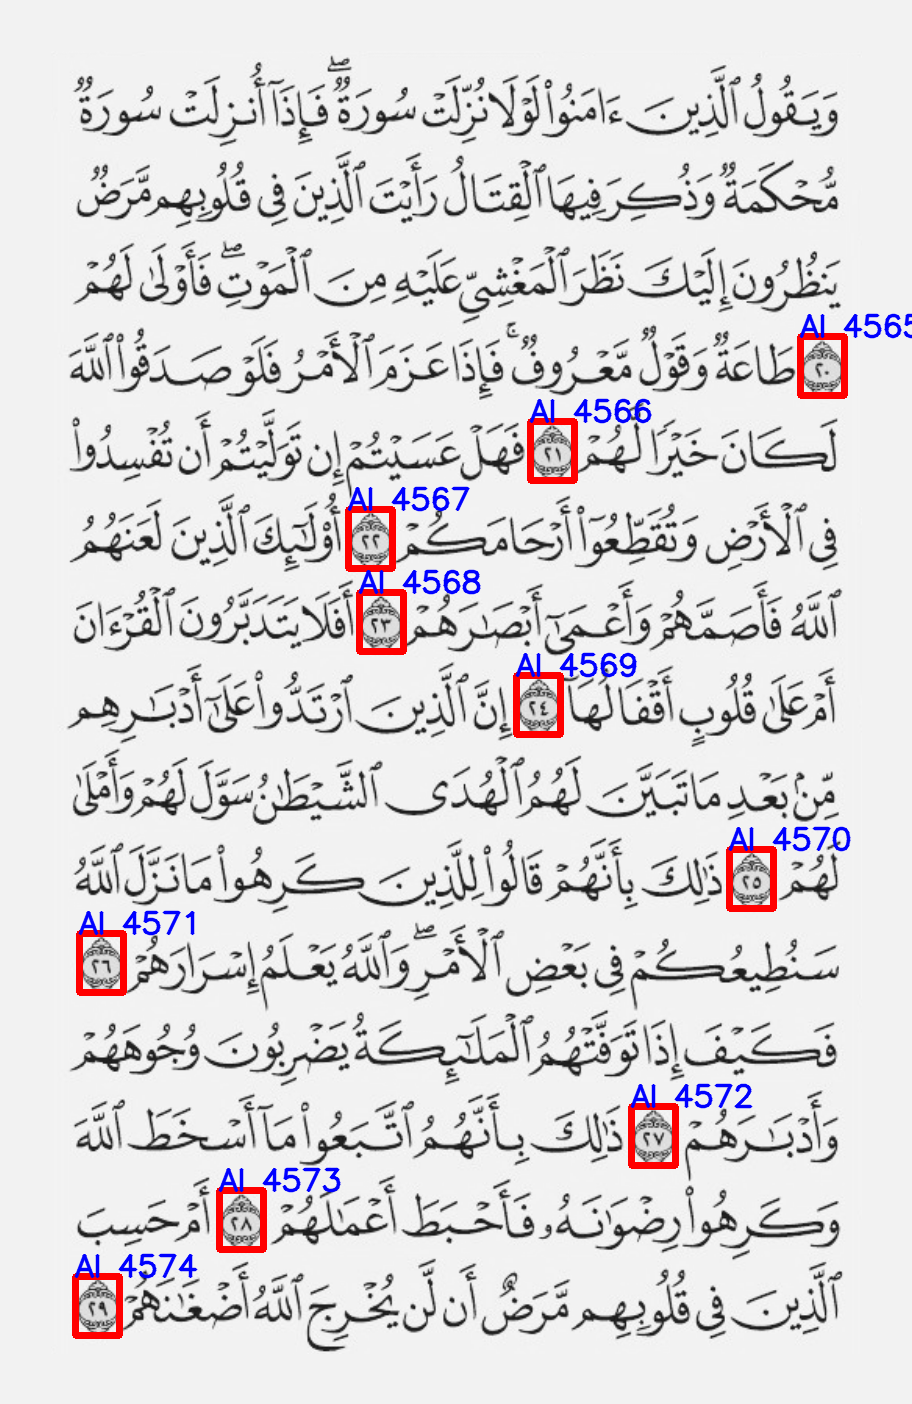 وَيَقُولُ ٱلَّذِينَ ءَامَنُوا۟ لَوْلَا نُزِّلَتْ سُورَةٌۖ فَإِذَآ أُنزِلَتْ سُورَةٌ
مُّحْكَمَةٌ وَذُكِرَ فِيهَا ٱلْقِتَالُ رَأَيْتَ ٱلَّذِينَ فِى قُلُوبِهِم مَّرَضٌ
يَنظُرُونَ إِلَيْكَ نَظَرَ ٱلْمَغْشِىِّ عَلَيْهِ مِنَ ٱلْمَوْتِۖ فَأَوْلَىٰ لَهُمْ
AI 4565
٢٠ طَاعَةٌ وَقَوْلٌ مَّعْرُوفٌۚ فَإِذَا عَزَمَ ٱلْأَمْرُ فَلَوْ صَدَقُوا۟ ٱللَّهَ
AI 4566
لَكَانَ خَيْرًا لَّهُمْ ٢١ فَهَلْ عَسَيْتُمْ إِن تَوَلَّيْتُمْ أَن تُفْسِدُوا۟
AI 4567
فِى ٱلْأَرْضِ وَتُقَطِّعُوٓا۟ أَرْحَامَكُمْ ٢٢ أُو۟لَـٰٓئِكَ ٱلَّذِينَ لَعَنَهُمُ
AI 4568
ٱللَّهُ فَأَصَمَّهُمْ وَأَعْمَىٰٓ أَبْصَـٰرَهُمْ ٢٣ أَفَلَا يَتَدَبَّرُونَ ٱلْقُرْءَانَ
AI 4569
أَمْ عَلَىٰ قُلُوبٍ أَقْفَالُهَآ ٢٤ إِنَّ ٱلَّذِينَ ٱرْتَدُّوا۟ عَلَىٰٓ أَدْبَـٰرِهِم
مِّنۢ بَعْدِ مَا تَبَيَّنَ لَهُمُ ٱلْهُدَى ٱلشَّيْطَـٰنُ سَوَّلَ لَهُمْ وَأَمْلَىٰ
AI 4570
لَهُمْ ٢٥ ذَٰلِكَ بِأَنَّهُمْ قَالُوا۟ لِلَّذِينَ كَرِهُوا۟ مَا نَزَّلَ ٱللَّهُ
AI 4571
سَنُطِيعُكُمْ فِى بَعْضِ ٱلْأَمْرِۖ وَٱللَّهُ يَعْلَمُ إِسْرَارَهُمْ ٢٦
فَكَيْفَ إِذَا تَوَفَّتْهُمُ ٱلْمَلَـٰٓئِكَةُ يَضْرِبُونَ وُجُوهَهُمْ
AI 4572
وَأَدْبَـٰرَهُمْ ٢٧ ذَٰلِكَ بِأَنَّهُمُ ٱتَّبَعُوا۟ مَآ أَسْخَطَ ٱللَّهَ
AI 4573
وَكَرِهُوا۟ رِضْوَٰنَهُۥ فَأَحْبَطَ أَعْمَـٰلَهُمْ ٢٨ أَمْ حَسِبَ
AI 4574
ٱلَّذِينَ فِى قُلُوبِهِم مَّرَضٌ أَن لَّن يُخْرِجَ ٱللَّهُ أَضْغَـٰنَهُمْ ٢٩